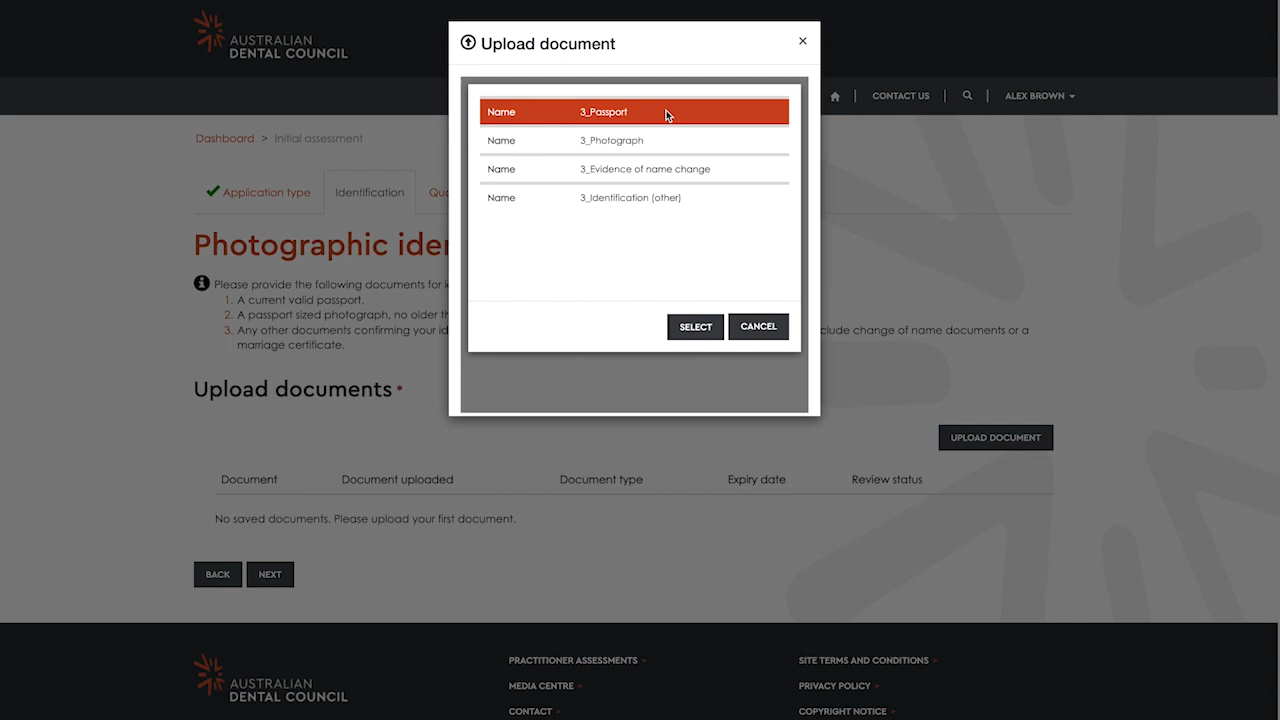 AUSTRALIAN
DENTAL COUNCIL
Upload document
×
CONTACT US
ALEX BROWN
Name 3_Passport
Name 3_Photograph
Name 3_Evidence of name change
Name 3_Identification (other)
SELECT CANCEL
Dashboard > Initial assessment
Application type Identification
Photographic
Please provide the following documents for
1. A current valid passport.
2. A passport sized photograph, no older
3. Any other documents confirming your
change of name documents or a
marriage certificate.
Upload documents *
UPLOAD DOCUMENT
Document Document uploaded Document type Expiry date Review status
No saved documents. Please upload your first document.
BACK NEXT
AUSTRALIAN
DENTAL COUNCIL
PRACTITIONER ASSESSMENTS >
MEDIA CENTRE >
CONTACT >
SITE TERMS AND CONDITIONS >
PRIVACY POLICY >
COPYRIGHT NOTICE >